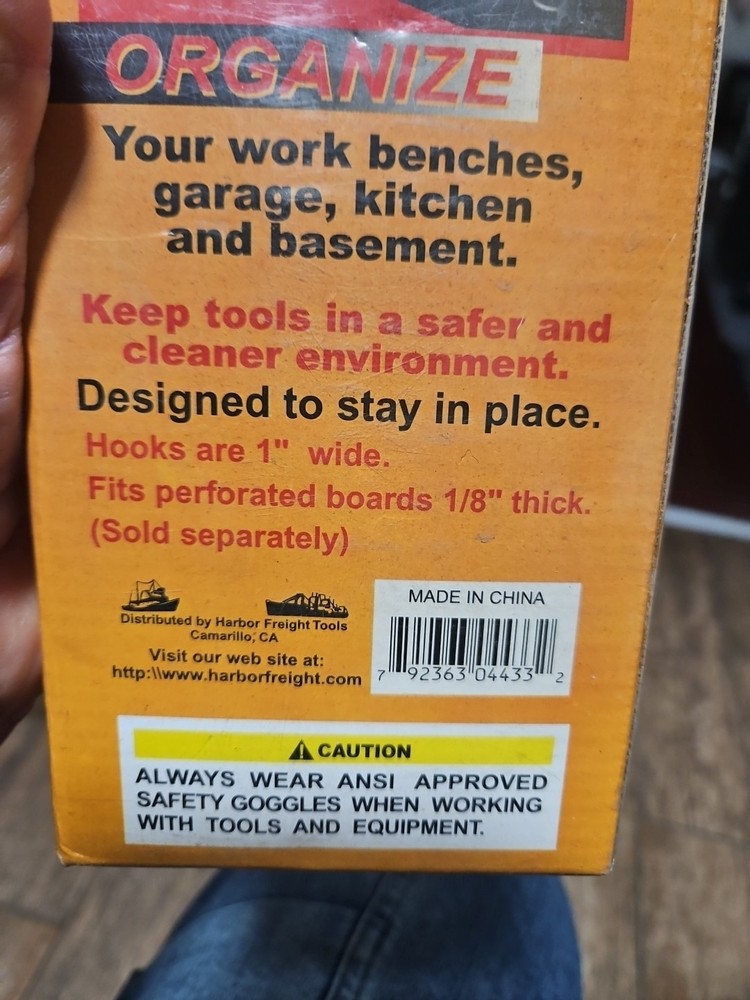 ORGANIZE
Your work benches,
garage, kitchen
and basement.
Keep tools in a safer and
cleaner environment.
Designed to stay in place.
Hooks are 1" wide.
Fits perforated boards 1/8" thick.
(Sold separately)
Distributed by Harbor Freight Tools
Camarillo, CA
Visit our web site at:
http:\\www.harborfreight.com
MADE IN CHINA
7 92363 04433 2
CAUTION
ALWAYS WEAR ANSI APPROVED
SAFETY GOGGLES WHEN WORKING
WITH TOOLS AND EQUIPMENT.